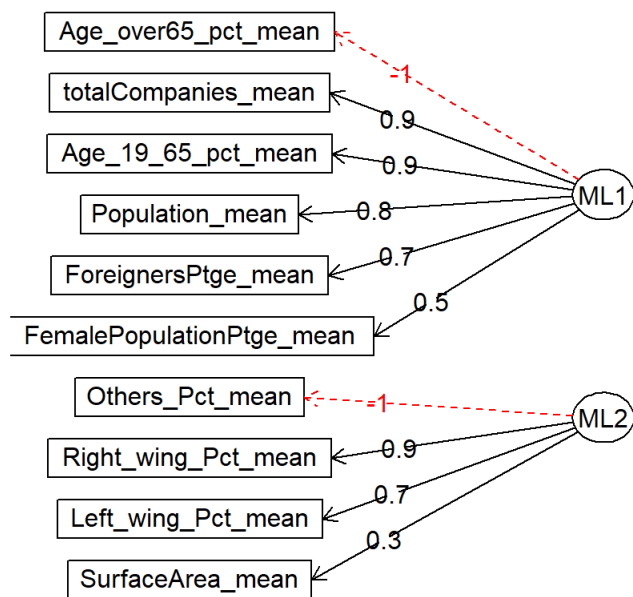 Age_over65_pct_mean
-1
totalCompanies_mean
0.9
Age_19_65_pct_mean
0.9
ML1
Population_mean
0.8
ForeignersPtge_mean
0.7
FemalePopulationPtge_mean
0.5
Others_Pct_mean
-1
ML2
Right_wing_Pct_mean
0.9
Left_wing_Pct_mean
0.7
SurfaceArea_mean
0.3